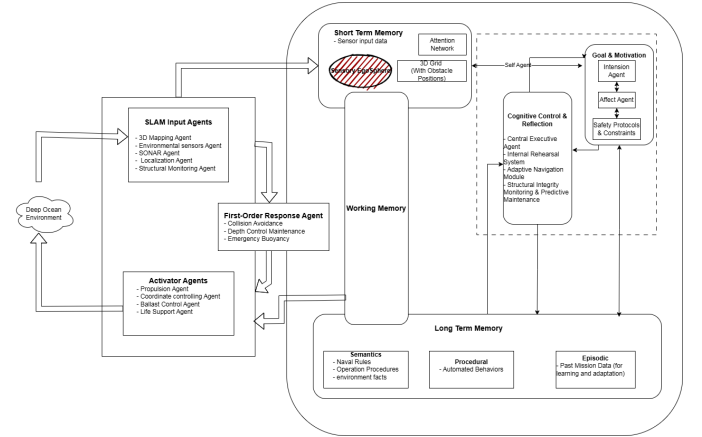 Short Term Memory
- Sensor input data
Attention
Network
Sensory EgoSphere
3D Grid
(With Obstacle
Positions)
Self Agent
Goal & Motivation
Intension
Agent
Affect Agent
Safety Protocols
& Constraints
Cognitive Control &
Reflection
- Central Executive
Agent
- Internal Rehearsal
System
- Adaptive Navigation
Module
- Structural Integrity
Monitoring & Predictive
Maintenance
SLAM Input Agents
- 3D Mapping Agent
- Environmental sensors Agent
- SONAR Agent
- Localization Agent
- Structural Monitoring Agent
Deep Ocean
Environment
First-Order Response Agent
- Collision Avoidance
- Depth Control Maintenance
- Emergency Buoyancy
Working Memory
Activator Agents
- Propulsion Agent
- Coordinate controlling Agent
- Ballast Control Agent
- Life Support Agent
Long Term Memory
Semantics
- Naval Rules
- Operation Procedures
- environment facts
Procedural
- Automated Behaviors
Episodic
- Past Mission Data (for
learning and adaptation)